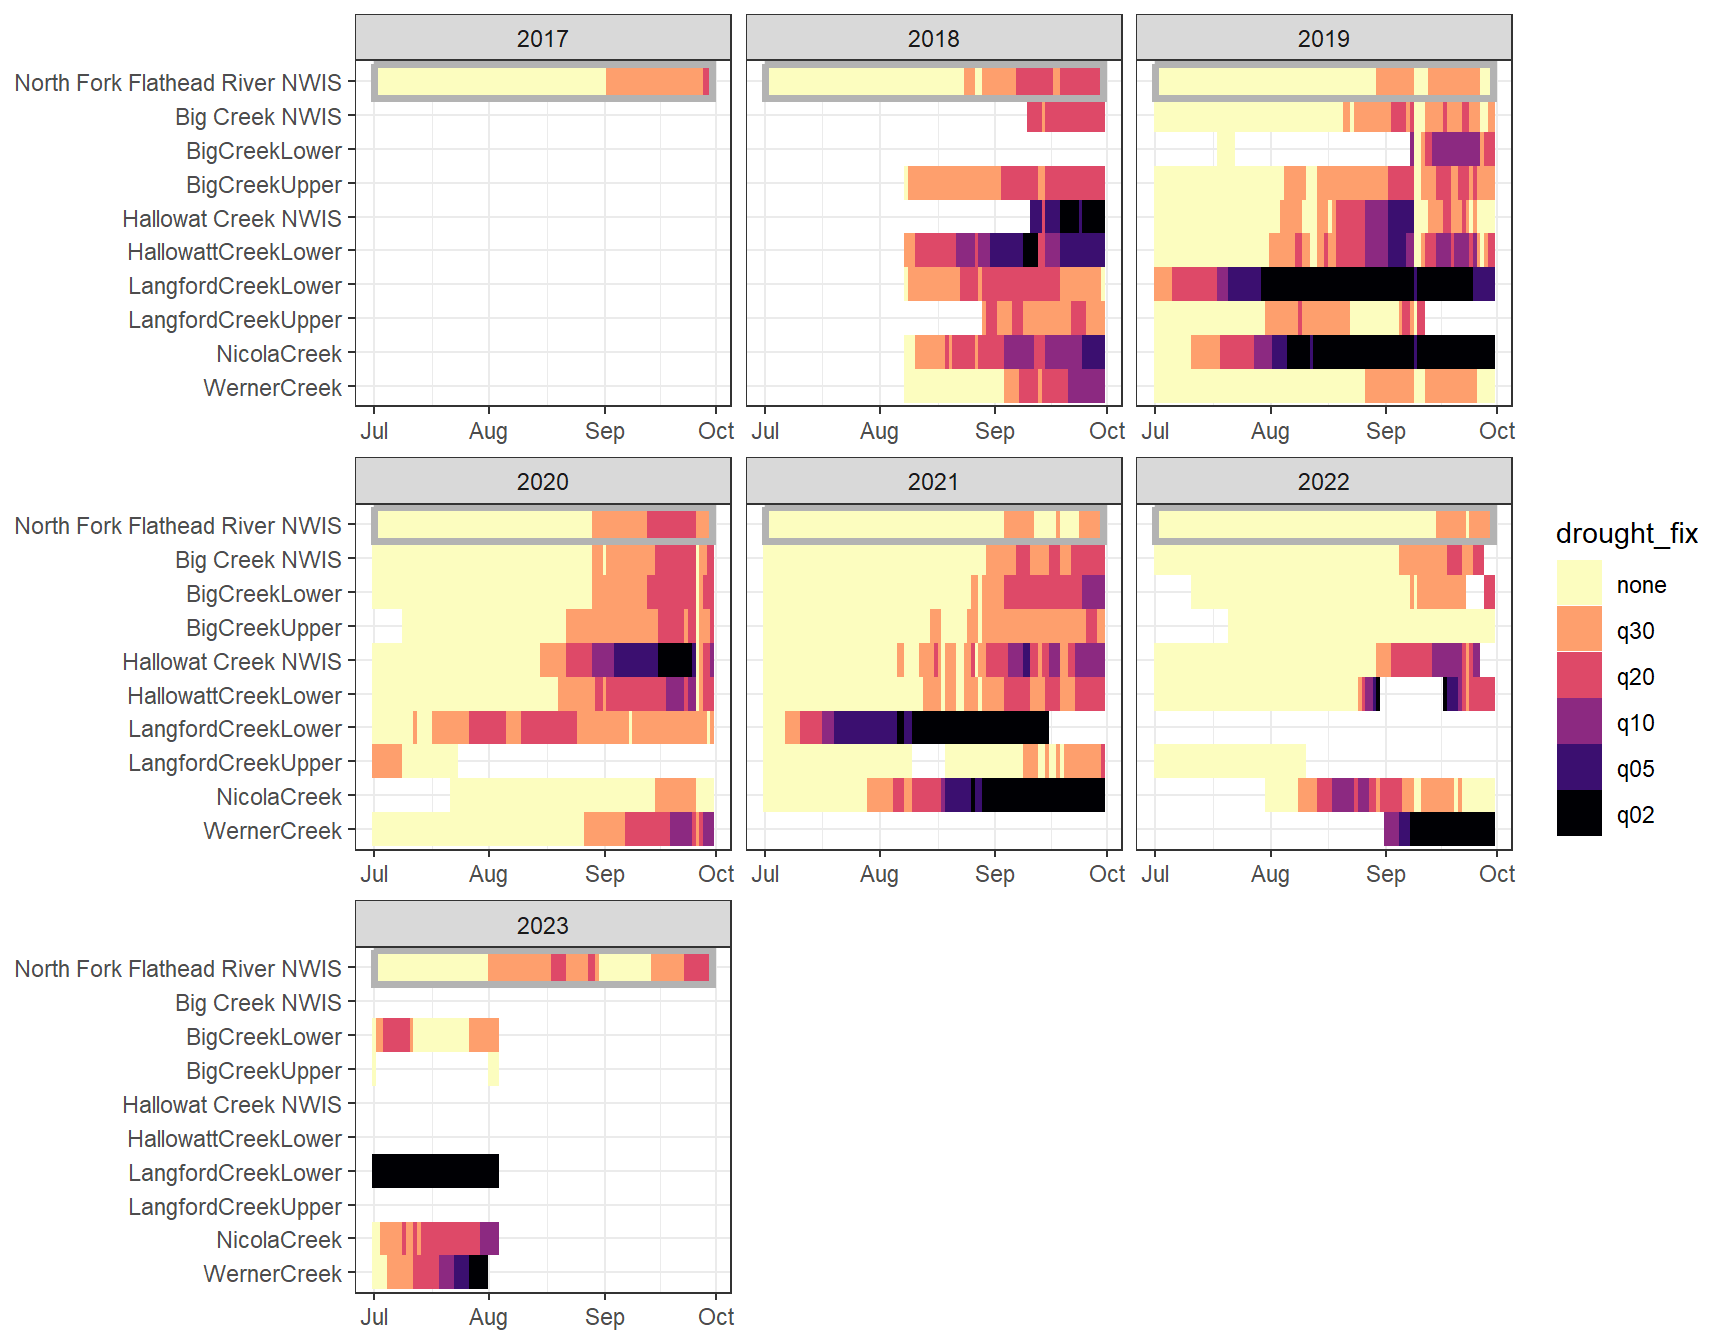 2017
2018
2019
North Fork Flathead River NWIS
Big Creek NWIS
BigCreekLower
BigCreekUpper
Hallowat Creek NWIS
HallowattCreekLower
LangfordCreekLower
LangfordCreekUpper
NicolaCreek
WernerCreek
Jul Aug Sep Oct
Jul Aug Sep Oct
Jul Aug Sep Oct
2020
2021
2022
North Fork Flathead River NWIS
Big Creek NWIS
BigCreekLower
BigCreekUpper
Hallowat Creek NWIS
HallowattCreekLower
LangfordCreekLower
LangfordCreekUpper
NicolaCreek
WernerCreek
Jul Aug Sep Oct
Jul Aug Sep Oct
Jul Aug Sep Oct
drought_fix
none
q30
q20
q10
q05
q02
2023
North Fork Flathead River NWIS
Big Creek NWIS
BigCreekLower
BigCreekUpper
Hallowat Creek NWIS
HallowattCreekLower
LangfordCreekLower
LangfordCreekUpper
NicolaCreek
WernerCreek
Jul Aug Sep Oct